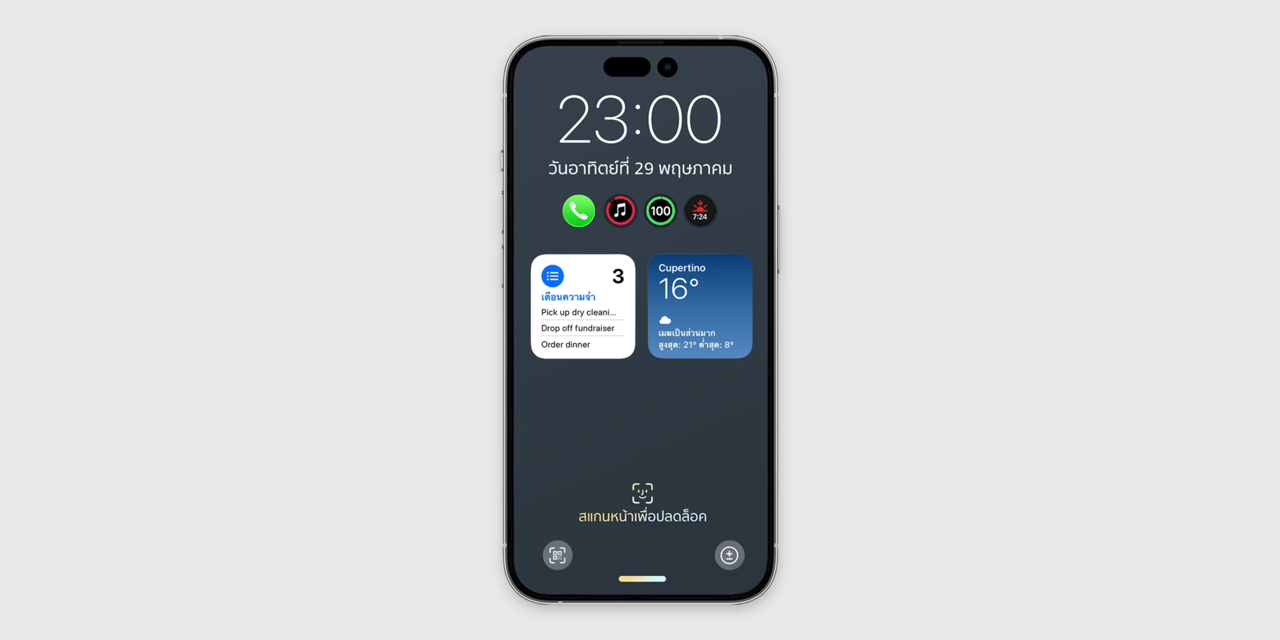 23:00
วันอาทิตย์ที่ 29 พฤษภาคม
100
7:24
3
เตือนความจำ
Pick up dry cleani...
Drop off fundraiser
Order dinner
Cupertino
16°
เมฆเป็นส่วนมาก
สูงสุด: 21° ต่ำสุด: 8°
สแกนหน้าเพื่อปลดล็อค